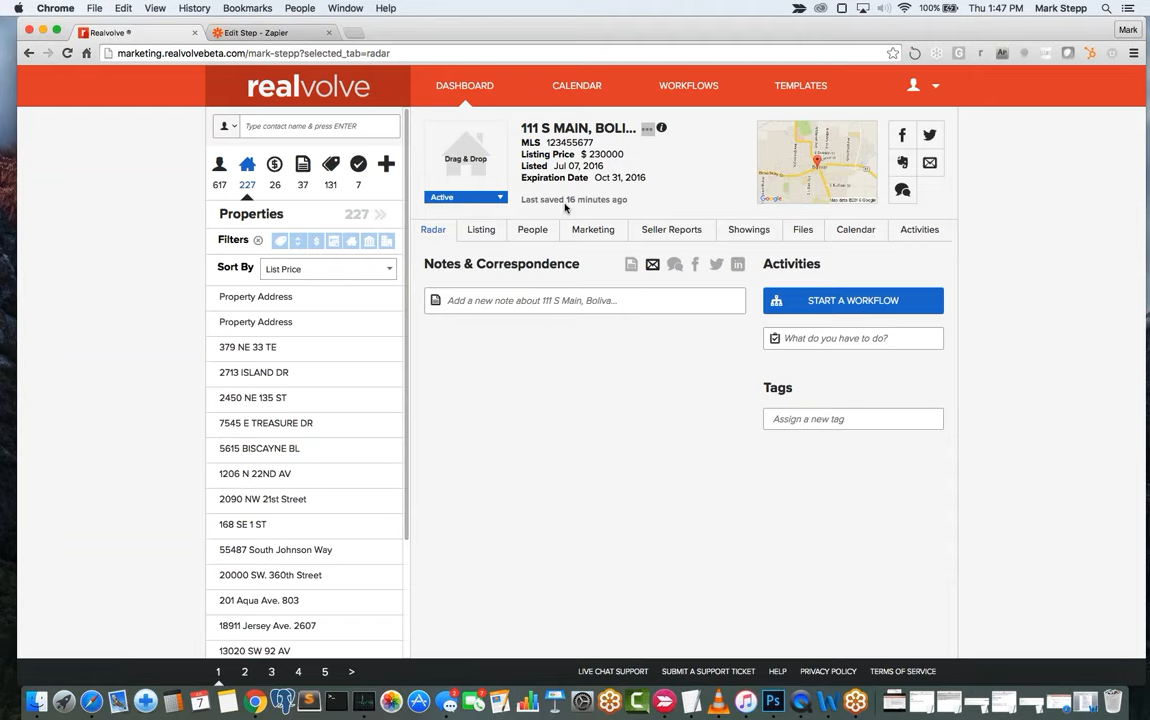 Chrome File Edit View History Bookmarks People Window Help
100% Thu 1:47 PM Mark Stepp
Realvolve ® Edit Step - Zapier Mark
marketing.realvolvebeta.com/mark-stepp?selected_tab=radar
realvolve DASHBOARD CALENDAR WORKFLOWS TEMPLATES
Type contact name & press ENTER
617 227 26 37 131 7
Properties 227
Filters
Sort By List Price
Property Address
Property Address
379 NE 33 TE
2713 ISLAND DR
2450 NE 135 ST
7545 E TREASURE DR
5615 BISCAYNE BL
1206 N 22ND AV
2090 NW 21st Street
168 SE 1 ST
55487 South Johnson Way
20000 SW. 360th Street
201 Aqua Ave. 803
18911 Jersey Ave. 2607
13020 SW 92 AV
1 2 3 4 5 >
Drag & Drop
Active
111 S MAIN, BOLI...
MLS 123455677
Listing Price $ 230000
Listed Jul 07, 2016
Expiration Date Oct 31, 2016
Last saved 16 minutes ago
Google
Radar Listing People Marketing Seller Reports Showings Files Calendar Activities
Notes & Correspondence
Add a new note about 111 S Main, Boliva...
Activities
START A WORKFLOW
What do you have to do?
Tags
Assign a new tag
LIVE CHAT SUPPORT SUBMIT A SUPPORT TICKET HELP PRIVACY POLICY TERMS OF SERVICE